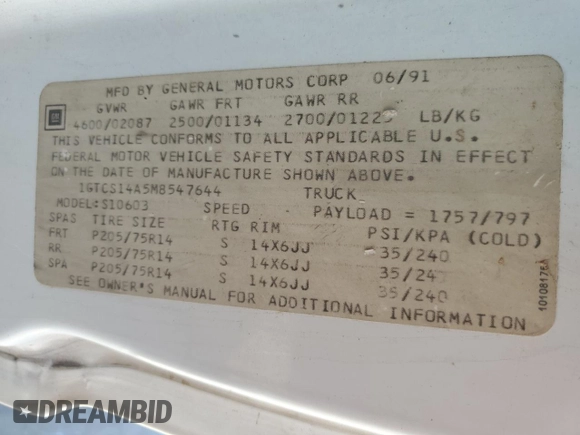 MFD BY GENERAL MOTORS CORP 06/91
GVWR GAWR FRT GAWR RR
GM 4600/02087 2500/01134 2700/0122 LB/KG
THIS VEHICLE CONFORMS TO ALL APPLICABLE U.S.
FEDERAL MOTOR VEHICLE SAFETY STANDARDS IN EFFECT
ON THE DATE OF MANUFACTURE SHOWN ABOVE.
1GTCS14A5M8547644 TRUCK
MODEL:S10603 SPEED PAYLOAD = 1757/797
SPAS TIRE SIZE RTG RIM PSI/KPA (COLD)
FRT P205/75R14 S 14X6JJ 35/240
RR P205/75R14 S 14X6JJ 35/24
SPA P205/75R14 S 14X6JJ 35/240
SEE OWNER'S MANUAL FOR ADDITIONAL INFORMATION
10108176A
DREAMBID